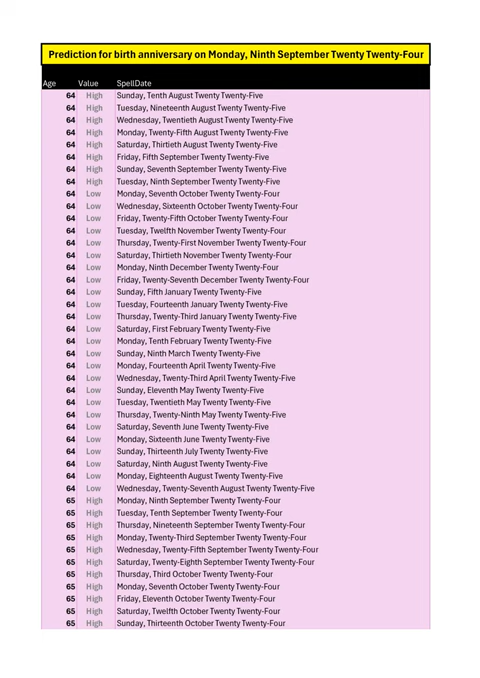 Prediction for birth anniversary on Monday, Ninth September Twenty Twenty-Four
Age Value SpellDate
64 High Sunday, Tenth August Twenty Twenty-Five
64 High Tuesday, Nineteenth August Twenty Twenty-Five
64 High Wednesday, Twentieth August Twenty Twenty-Five
64 High Monday, Twenty-Fifth August Twenty Twenty-Five
64 High Saturday, Thirtieth August Twenty Twenty-Five
64 High Friday, Fifth September Twenty Twenty-Five
64 High Sunday, Seventh September Twenty Twenty-Five
64 High Tuesday, Ninth September Twenty Twenty-Five
64 Low Monday, Seventh October Twenty Twenty-Four
64 Low Wednesday, Sixteenth October Twenty Twenty-Four
64 Low Friday, Twenty-Fifth October Twenty Twenty-Four
64 Low Tuesday, Twelfth November Twenty Twenty-Four
64 Low Thursday, Twenty-First November Twenty Twenty-Four
64 Low Saturday, Thirtieth November Twenty Twenty-Four
64 Low Monday, Ninth December Twenty Twenty-Four
64 Low Friday, Twenty-Seventh December Twenty Twenty-Four
64 Low Sunday, Fifth January Twenty Twenty-Five
64 Low Tuesday, Fourteenth January Twenty Twenty-Five
64 Low Thursday, Twenty-Third January Twenty Twenty-Five
64 Low Saturday, First February Twenty Twenty-Five
64 Low Monday, Tenth February Twenty Twenty-Five
64 Low Sunday, Ninth March Twenty Twenty-Five
64 Low Monday, Fourteenth April Twenty Twenty-Five
64 Low Wednesday, Twenty-Third April Twenty Twenty-Five
64 Low Sunday, Eleventh May Twenty Twenty-Five
64 Low Tuesday, Twentieth May Twenty Twenty-Five
64 Low Thursday, Twenty-Ninth May Twenty Twenty-Five
64 Low Saturday, Seventh June Twenty Twenty-Five
64 Low Monday, Sixteenth June Twenty Twenty-Five
64 Low Sunday, Thirteenth July Twenty Twenty-Five
64 Low Saturday, Ninth August Twenty Twenty-Five
64 Low Monday, Eighteenth August Twenty Twenty-Five
64 Low Wednesday, Twenty-Seventh August Twenty Twenty-Five
65 High Monday, Ninth September Twenty Twenty-Four
65 High Tuesday, Tenth September Twenty Twenty-Four
65 High Thursday, Nineteenth September Twenty Twenty-Four
65 High Monday, Twenty-Third September Twenty Twenty-Four
65 High Wednesday, Twenty-Fifth September Twenty Twenty-Four
65 High Saturday, Twenty-Eighth September Twenty Twenty-Four
65 High Thursday, Third October Twenty Twenty-Four
65 High Monday, Seventh October Twenty Twenty-Four
65 High Friday, Eleventh October Twenty Twenty-Four
65 High Saturday, Twelfth October Twenty Twenty-Four
65 High Sunday, Thirteenth October Twenty Twenty-Four